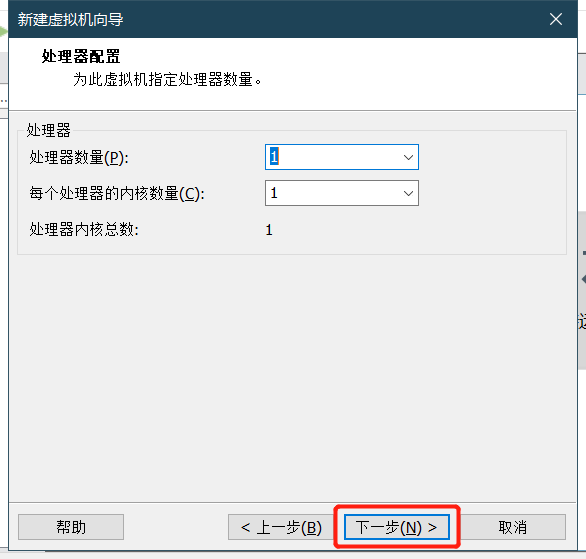 新建虚拟机向导
处理器配置
为此虚拟机指定处理器数量。
处理器
处理器数量(P): 1
每个处理器的内核数量(C): 1
处理器内核总数: 1
帮助 < 上一步(B) 下一步(N) > 取消